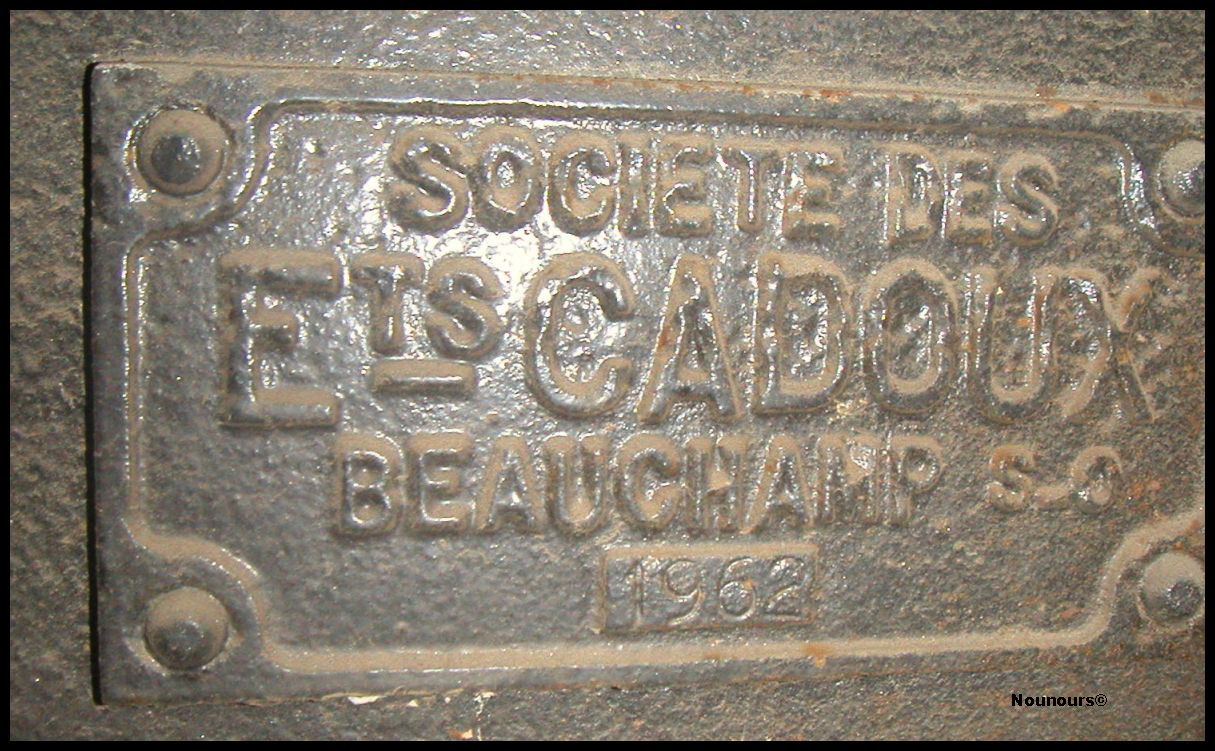 SOCIETE DES
ETS CADOUX
BEAUCHAMP S-O
1962
Nounours©